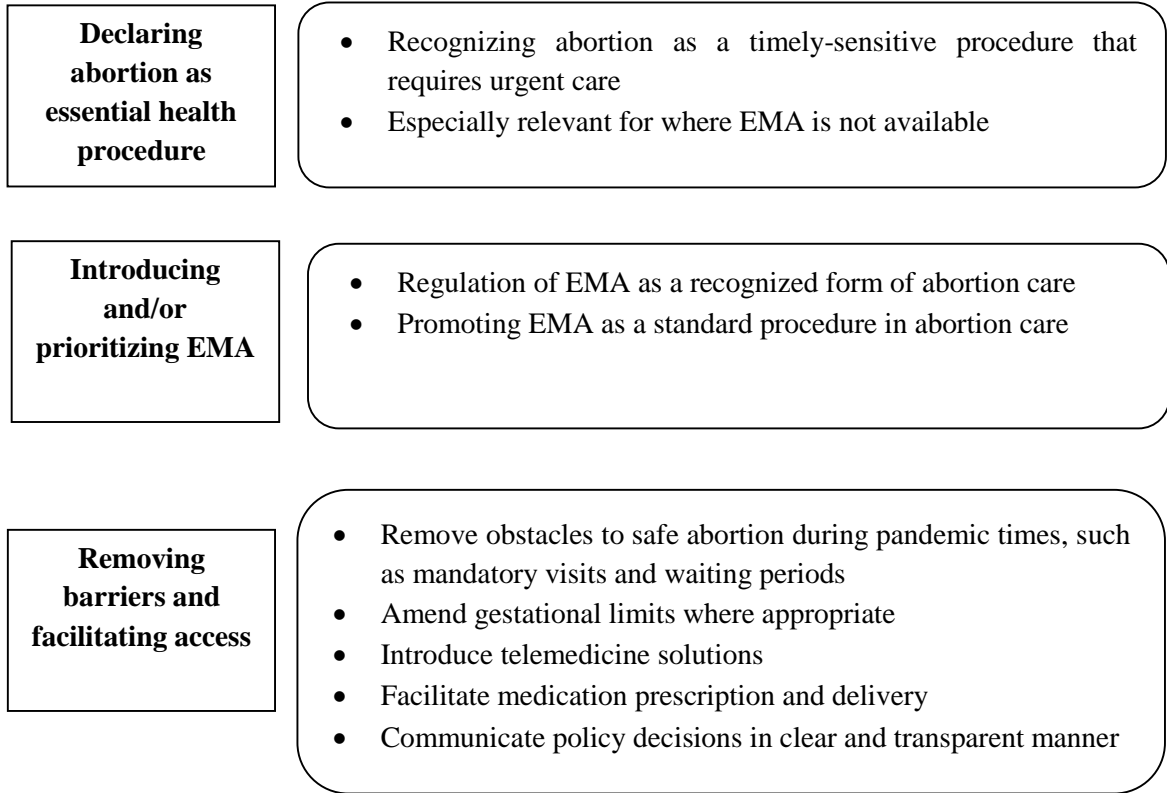 Declaring
abortion as
essential health
procedure
• Recognizing abortion as a timely-sensitive procedure that
requires urgent care
• Especially relevant for where EMA is not available
Introducing
and/or
prioritizing EMA
• Regulation of EMA as a recognized form of abortion care
• Promoting EMA as a standard procedure in abortion care
Removing
barriers and
facilitating access
• Remove obstacles to safe abortion during pandemic times, such
as mandatory visits and waiting periods
• Amend gestational limits where appropriate
• Introduce telemedicine solutions
• Facilitate medication prescription and delivery
• Communicate policy decisions in clear and transparent manner